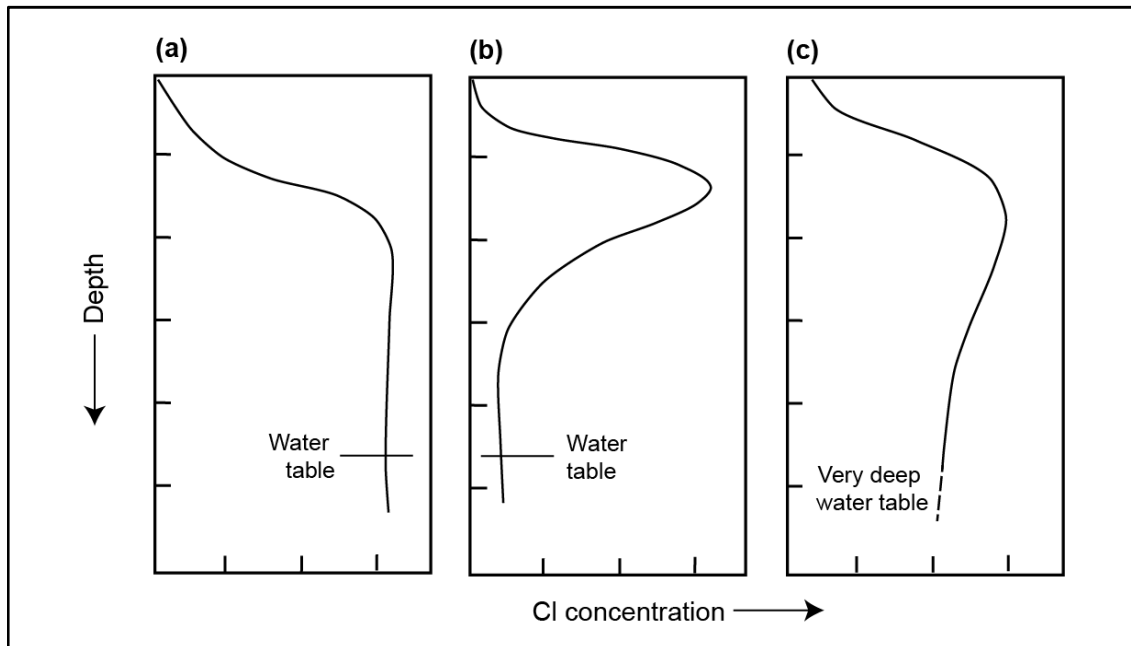 (a)
(b)
(c)
Depth
Water
table
Water
table
Very deep
water table
Cl concentration